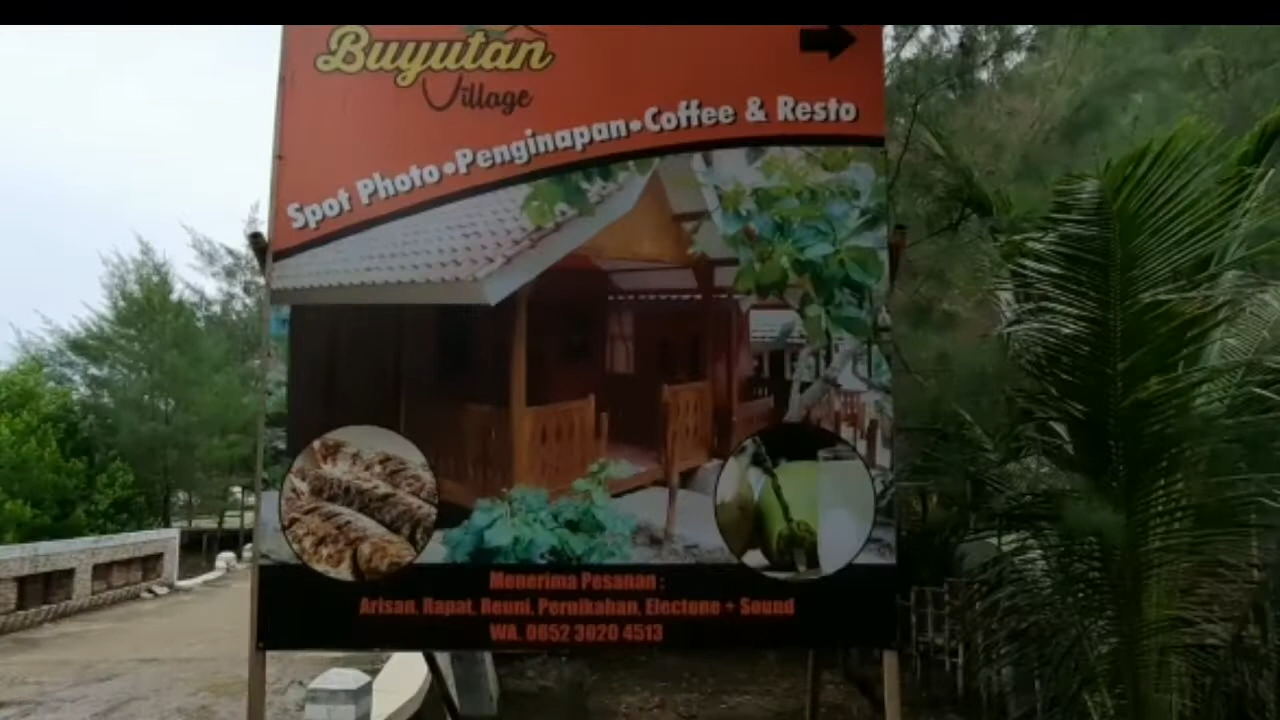 Buyutan
Village
Spot Photo•Penginapan•Coffee & Resto
Menerima Pesanan :
Arisan, Rapat, Reuni, Pernikahan, Electone + Sound
WA. 0852 3020 4513